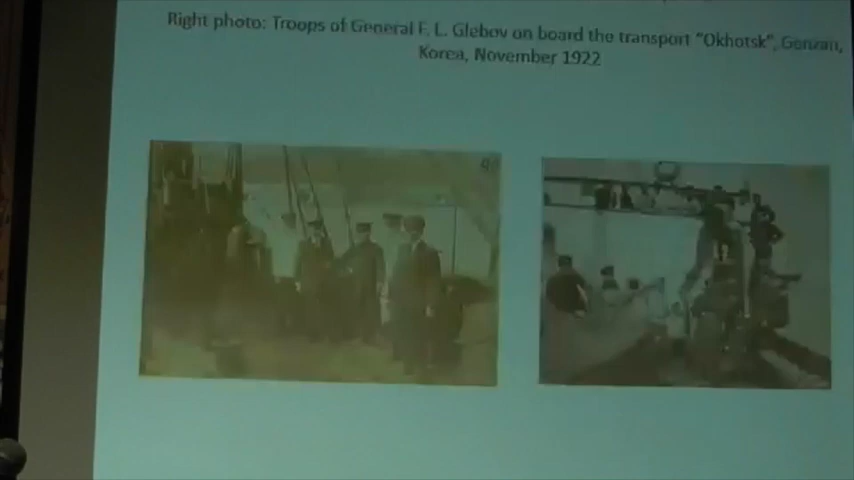 Right photo: Troops of General F. L. Glebov on board the transport "Okhotsk", Genzan,
Korea, November 1922